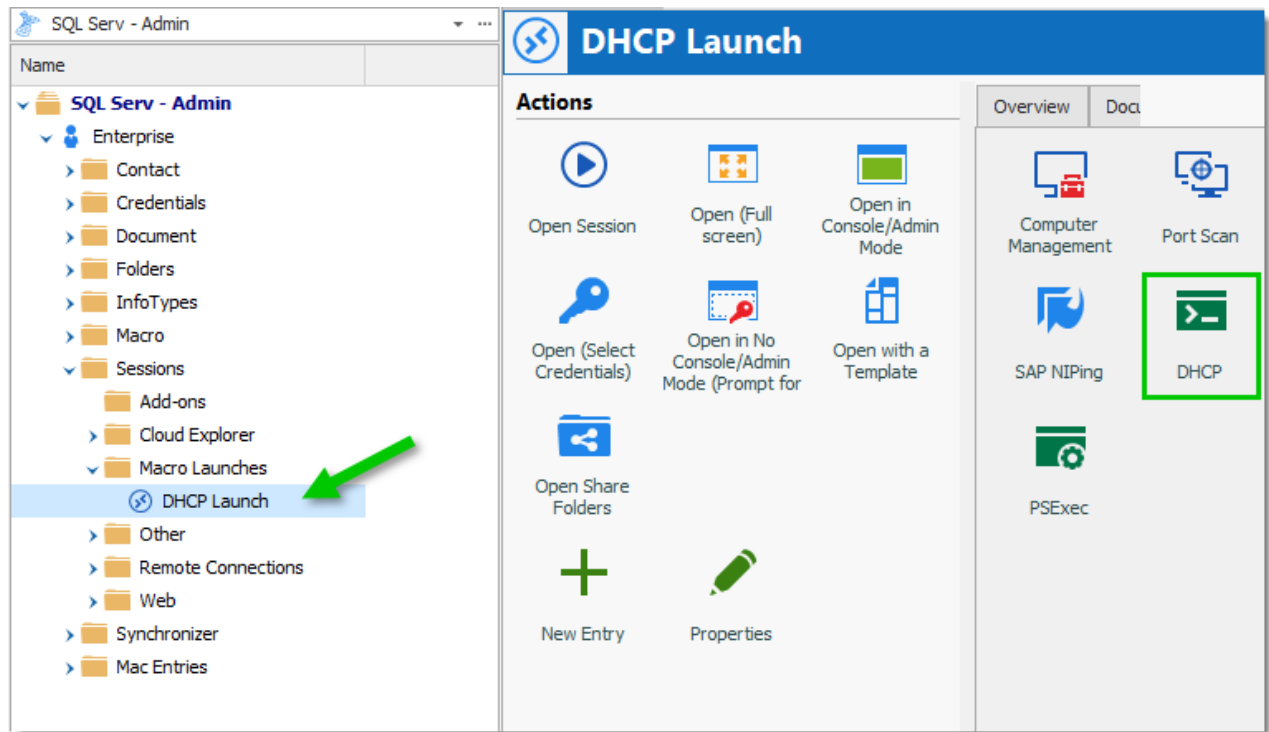 SQL Serv - Admin
Name
SQL Serv - Admin
Enterprise
Contact
Credentials
Document
Folders
InfoTypes
Macro
Sessions
Add-ons
Cloud Explorer
Macro Launches
DHCP Launch
Other
Remote Connections
Web
Synchronizer
Mac Entries
DHCP Launch
Actions
Open Session
Open (Full
screen)
Open in
Console/Admin
Mode
Open (Select
Credentials)
Open in No
Console/Admin
Mode (Prompt for
Open with a
Template
Open Share
Folders
New Entry
Properties
Overview
Docu
Computer
Management
Port Scan
SAP NIPing
DHCP
PSExec